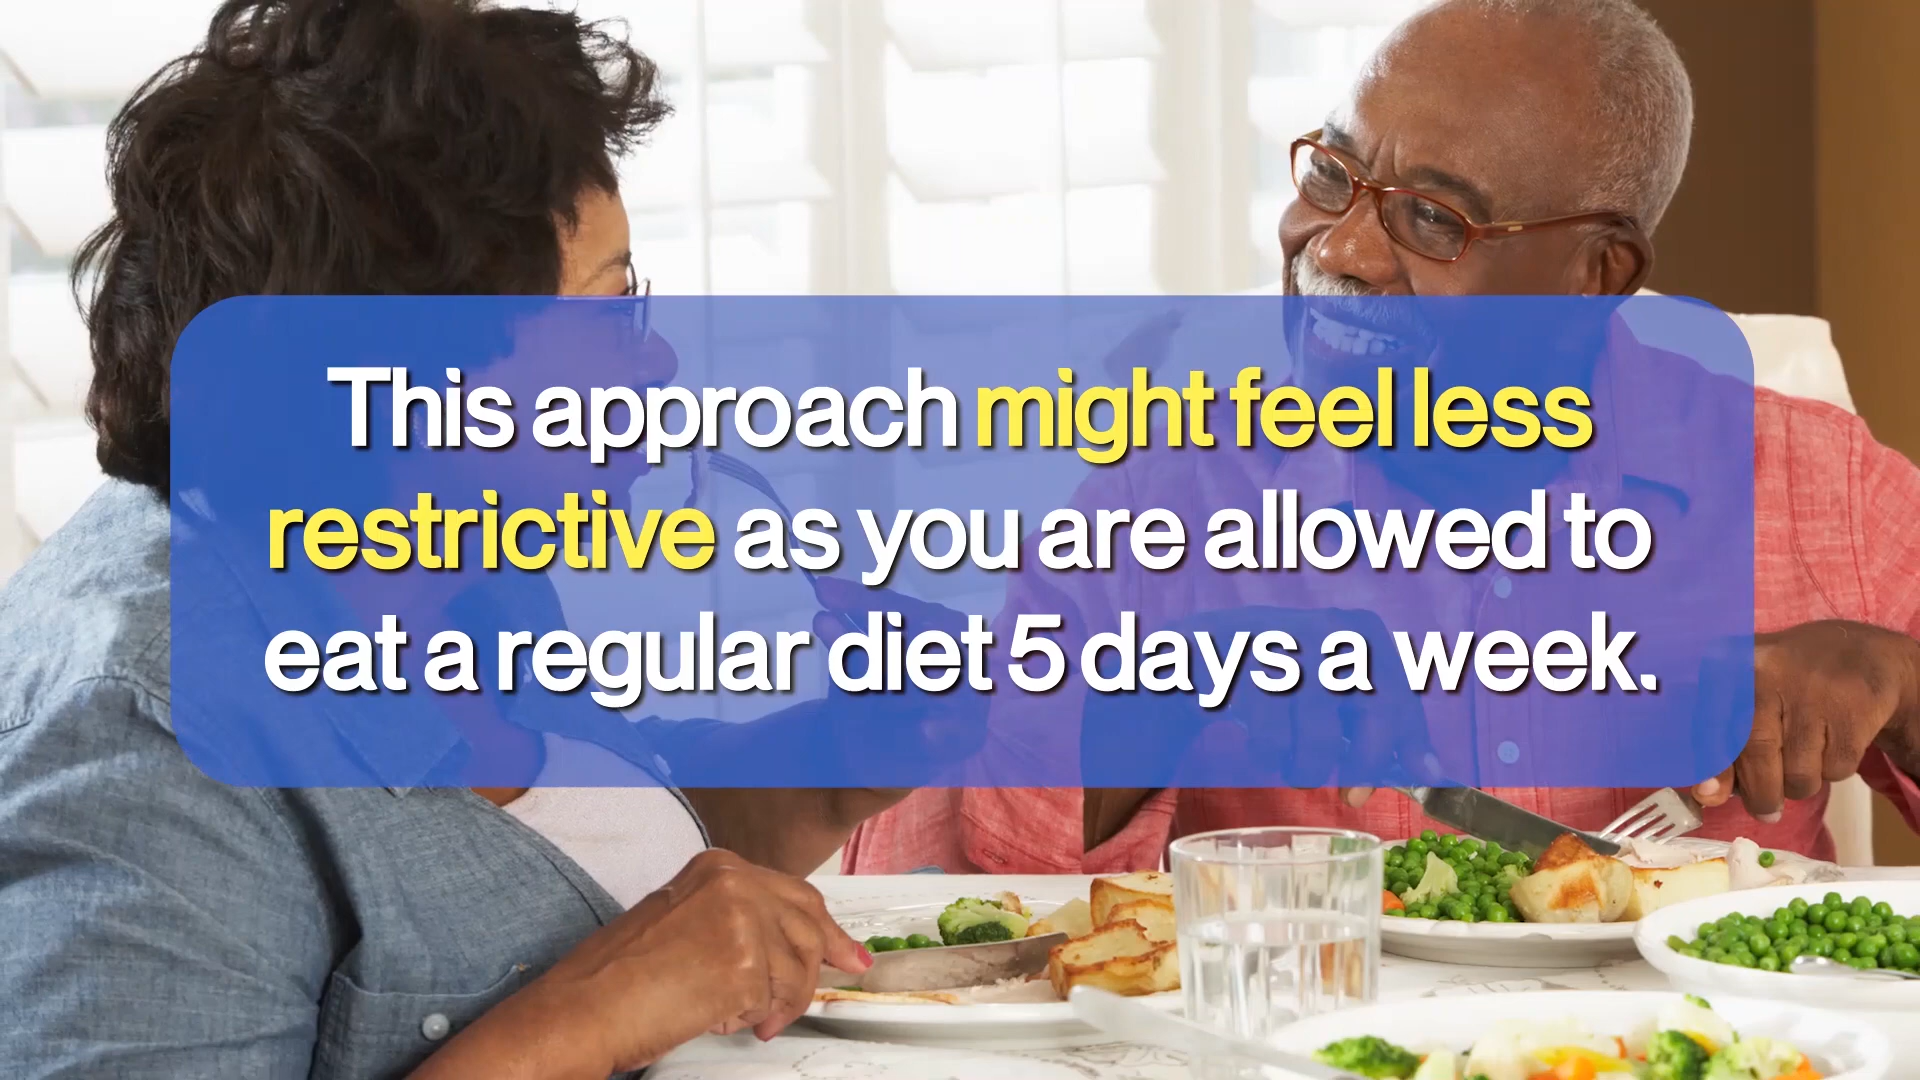 This approach might feel less
restrictive as you are allowed to
eat a regular diet 5 days a week.